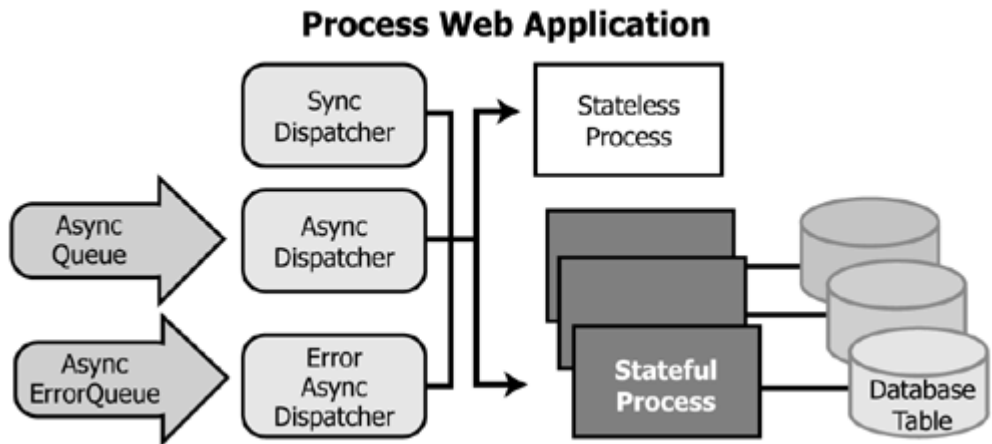 Process Web Application
Sync
Dispatcher
Stateless
Process
Async
Queue
Async
Dispatcher
Async
ErrorQueue
Error
Async
Dispatcher
Stateful
Process
Database
Table